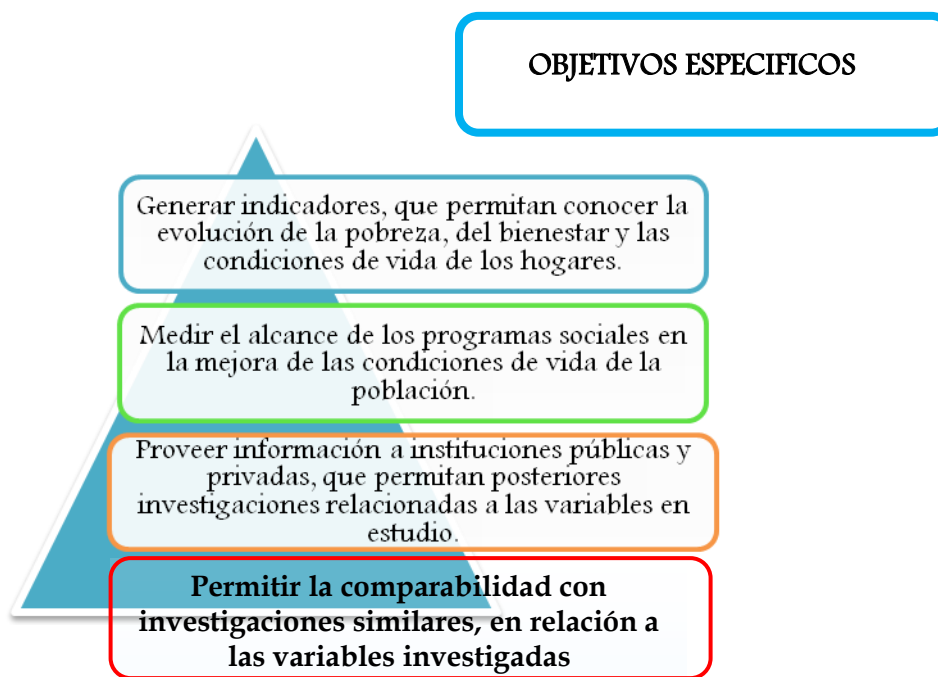 OBJETIVOS ESPECIFICOS
Generar indicadores, que permitan conocer la
evolución de la pobreza, del bienestar y las
condiciones de vida de los hogares.
Medir el alcance de los programas sociales en
la mejora de las condiciones de vida de la
población.
Proveer información a instituciones públicas y
privadas, que permitan posteriores
investigaciones relacionadas a las variables en
estudio.
Permitir la comparabilidad con
investigaciones similares, en relación a
las variables investigadas